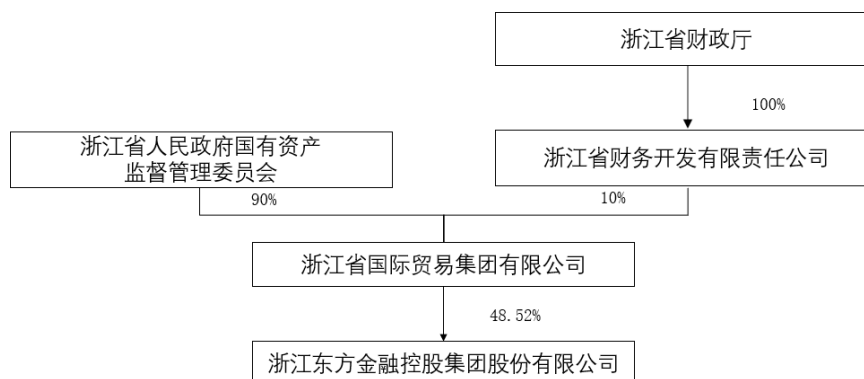 浙江省财政厅
100%
浙江省人民政府国有资产
监督管理委员会
浙江省财务开发有限责任公司
90%
10%
浙江省国际贸易集团有限公司
48.52%
浙江东方金融控股集团股份有限公司